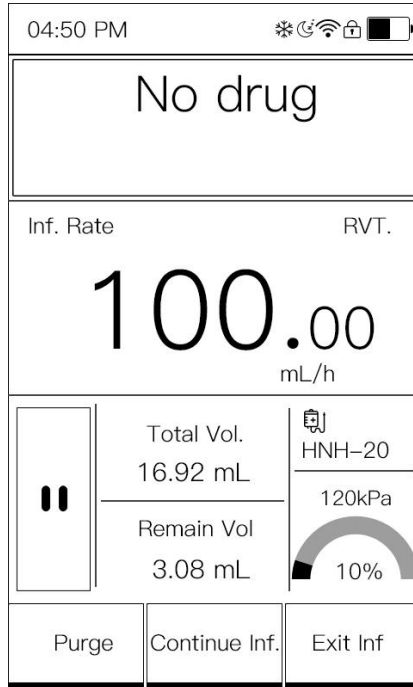 04:50 PM
No drug
Inf. Rate
RVT.
100.00
mL/h
Total Vol.
16.92 mL
Remain Vol
3.08 mL
HNH-20
120kPa
10%
Purge
Continue Inf.
Exit Inf